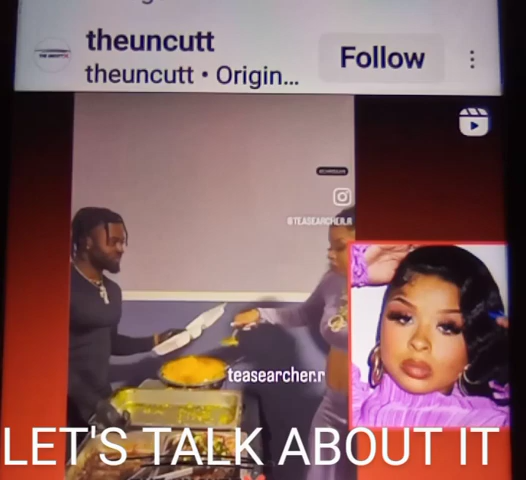 theuncutt
theuncutt • Origin...
Follow
@TEASEARCHER.R
teasearcher.r
LET'S TALK ABOUT IT